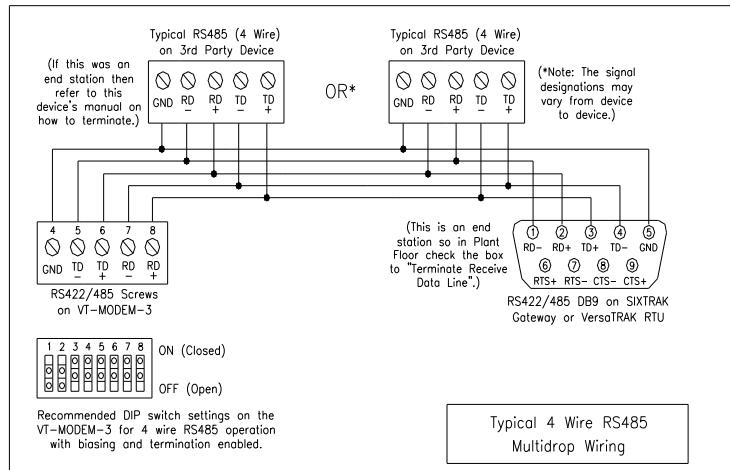 Typical RS485 (4 Wire)
on 3rd Party Device
Typical RS485 (4 Wire)
on 3rd Party Device
(If this was an
end station then
refer to this
device's manual on
how to terminate.)
GND RD - RD + TD - TD +
OR*
GND RD - RD + TD - TD +
(*Note: The signal
designations may
vary from device
to device.)
4 5 6 7 8
GND TD - TD + RD - RD +
RS422/485 Screws
on VT-MODEM-3
(This is an end
station so in Plant
Floor check the box
to "Terminate Receive
Data Line".)
1 2 3 4 5
RD- RD+ TD+ TD- GND
6 7 8 9
RTS+ RTS- CTS- CTS+
RS422/485 DB9 on SIXTRAK
Gateway or VersaTRAK RTU
1 2 3 4 5 6 7 8
ON (Closed)
OFF (Open)
Recommended DIP switch settings on the
VT-MODEM-3 for 4 wire RS485 operation
with biasing and termination enabled.
Typical 4 Wire RS485
Multidrop Wiring